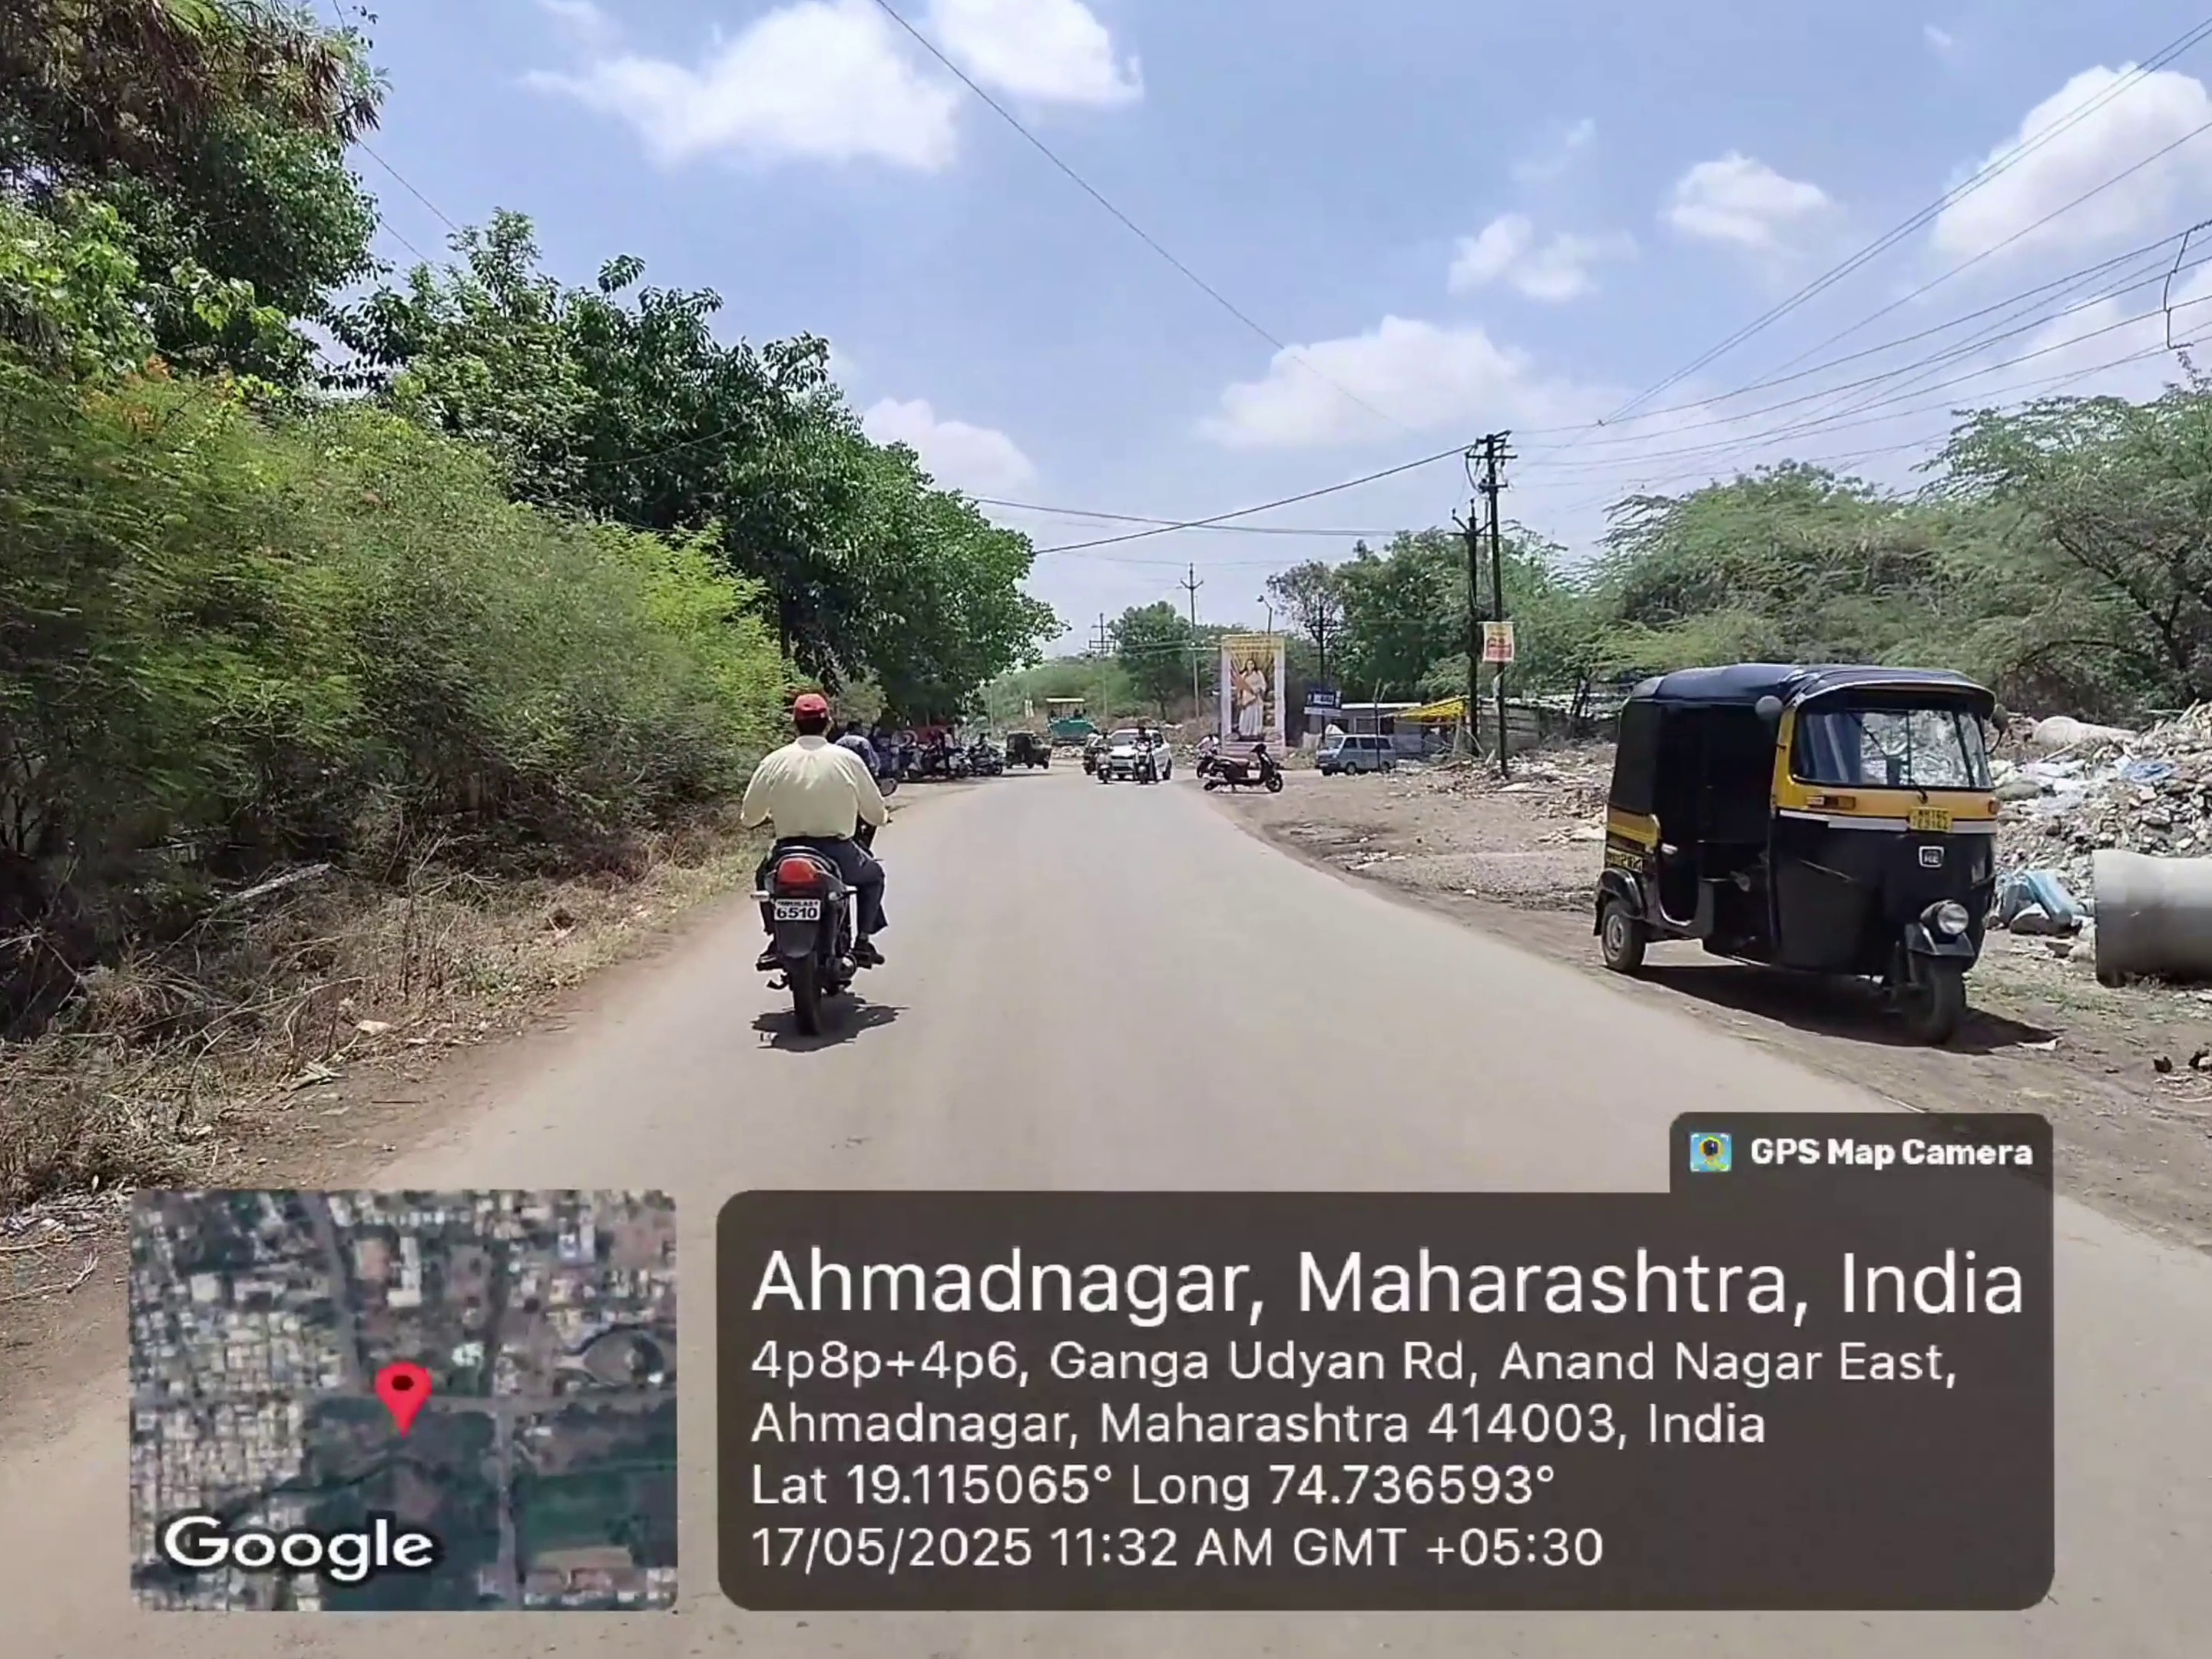 6510
GPS Map Camera
Ahmadnagar, Maharashtra, India
4p8p+4p6, Ganga Udyan Rd, Anand Nagar East,
Ahmadnagar, Maharashtra 414003, India
Lat 19.115065° Long 74.736593°
17/05/2025 11:32 AM GMT +05:30
Google